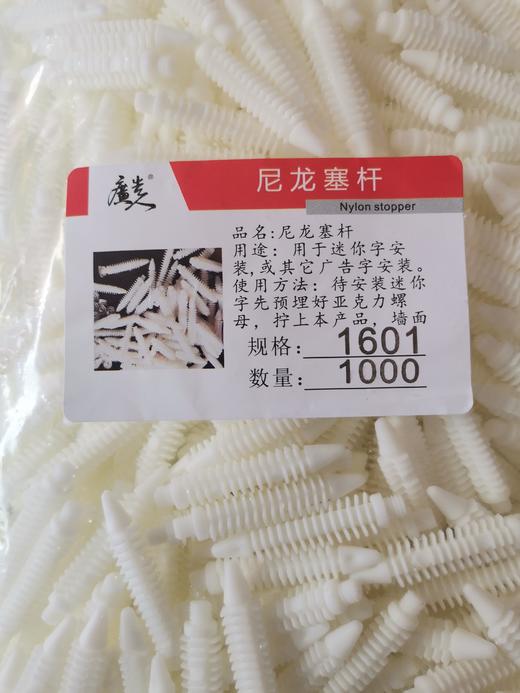 廣告人®
尼龙塞杆
Nylon stopper
品名:尼龙塞杆
用途：用于迷你字安
装,或其它广告字安装。
使用方法：待安装迷你
字先预埋好亚克力螺
母，拧上本产品，墙面
规格: 1601
数量: 1000